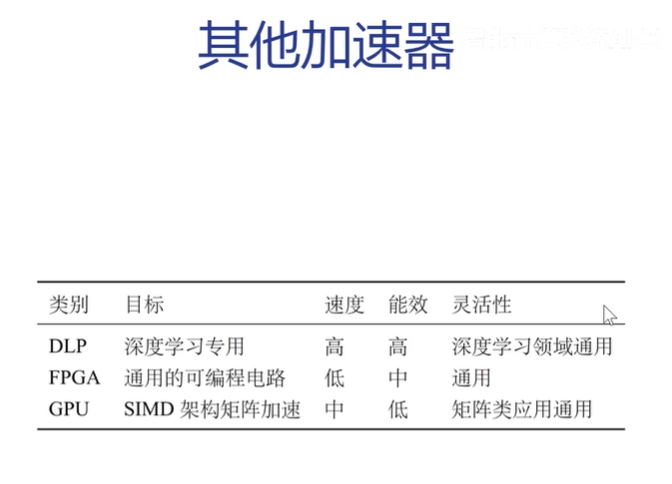 其他加速器
类别 目标 速度 能效 灵活性
DLP 深度学习专用 高 高 深度学习领域通用
FPGA 通用的可编程电路 低 中 通用
GPU SIMD 架构矩阵加速 中 低 矩阵类应用通用